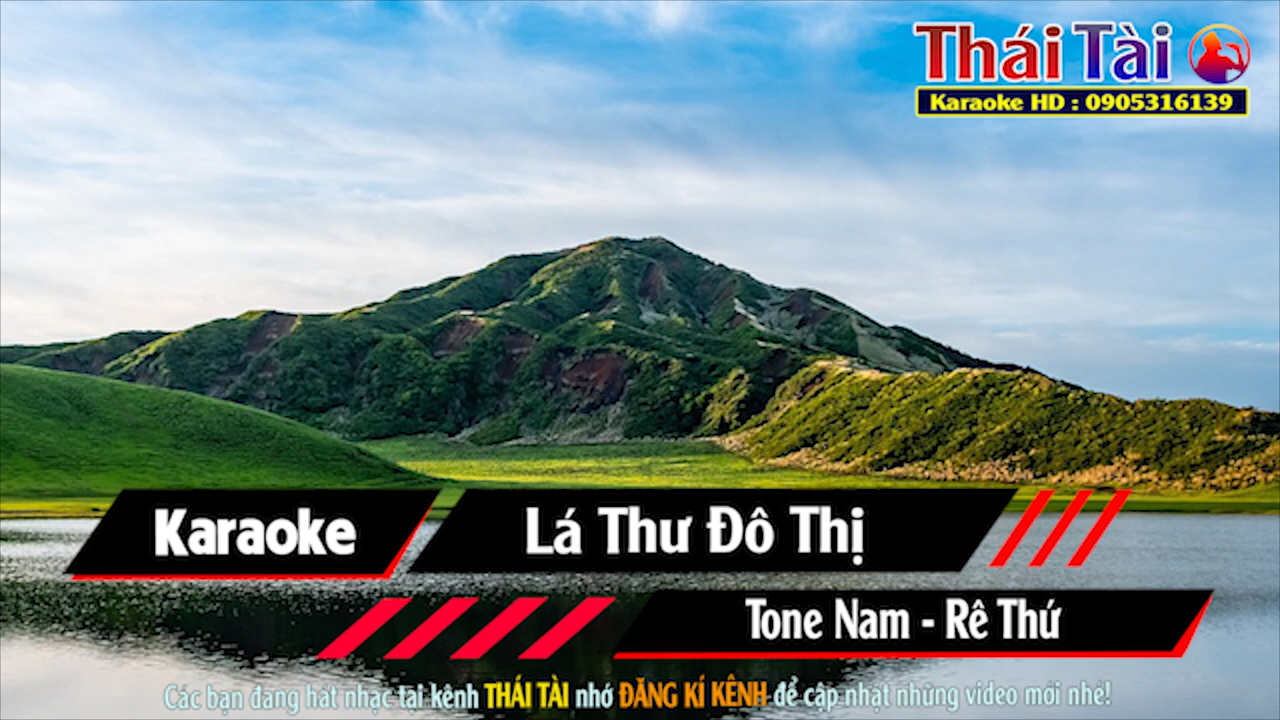 Thái Tài
Karaoke HD : 0905316139
Karaoke
Lá Thư Đô Thị
Tone Nam - Rê Thứ
Các bạn đang hát nhạc tại kênh THÁI TÀI nhớ ĐĂNG KÍ KÊNH để cập nhật những video mới nhé!